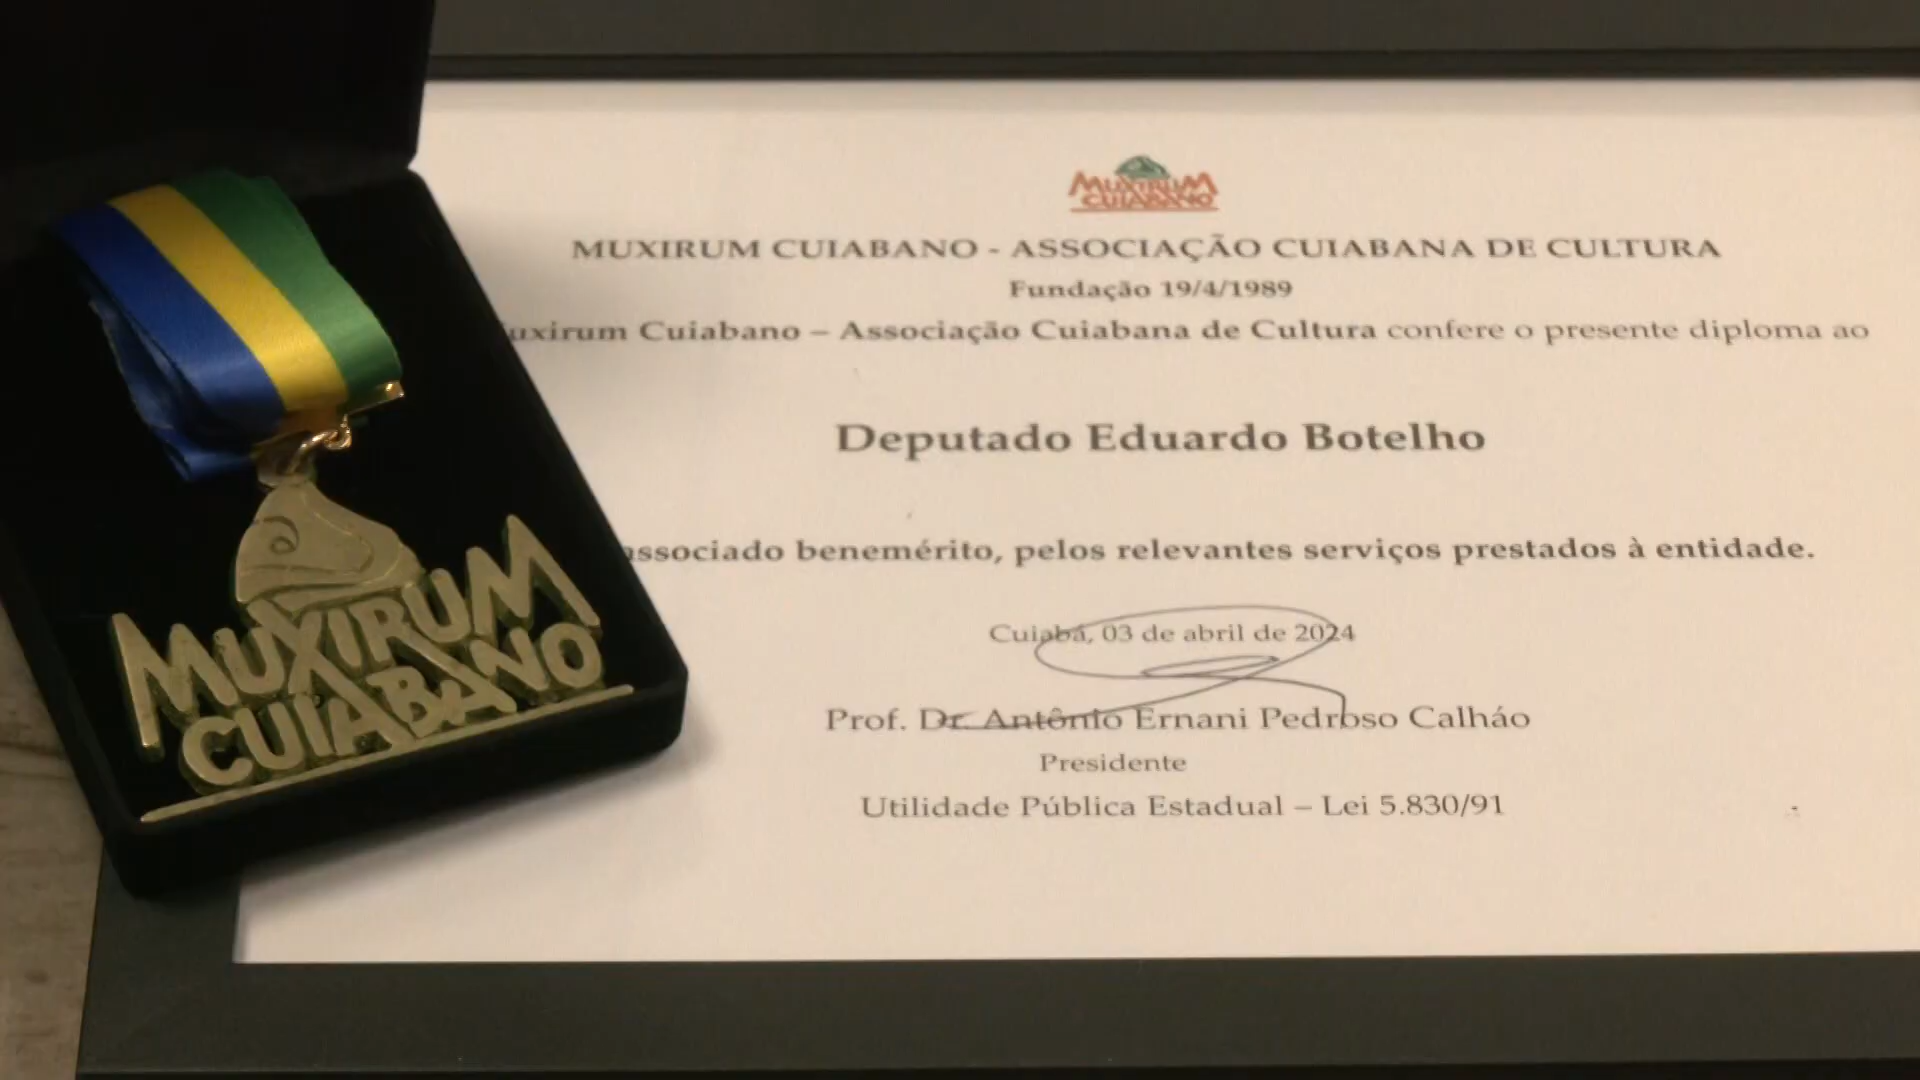 MUXIRUM
CUIABANO
MUXIRUM CUIABANO - ASSOCIAÇÃO CUIABANA DE CULTURA
Fundação 19/4/1989
Cuiabano – Associação Cuiabana de Cultura confere o presente diploma ao
Deputado Eduardo Botelho
benemérito, pelos relevantes serviços prestados à entidade.
Cuiabá, 03 de abril de 2024
Prof. Dr. Antônio Ernani Pedroso Calháo
Presidente
Utilidade Pública Estadual – Lei 5.830/91
MUXIRUM
CUIABANO